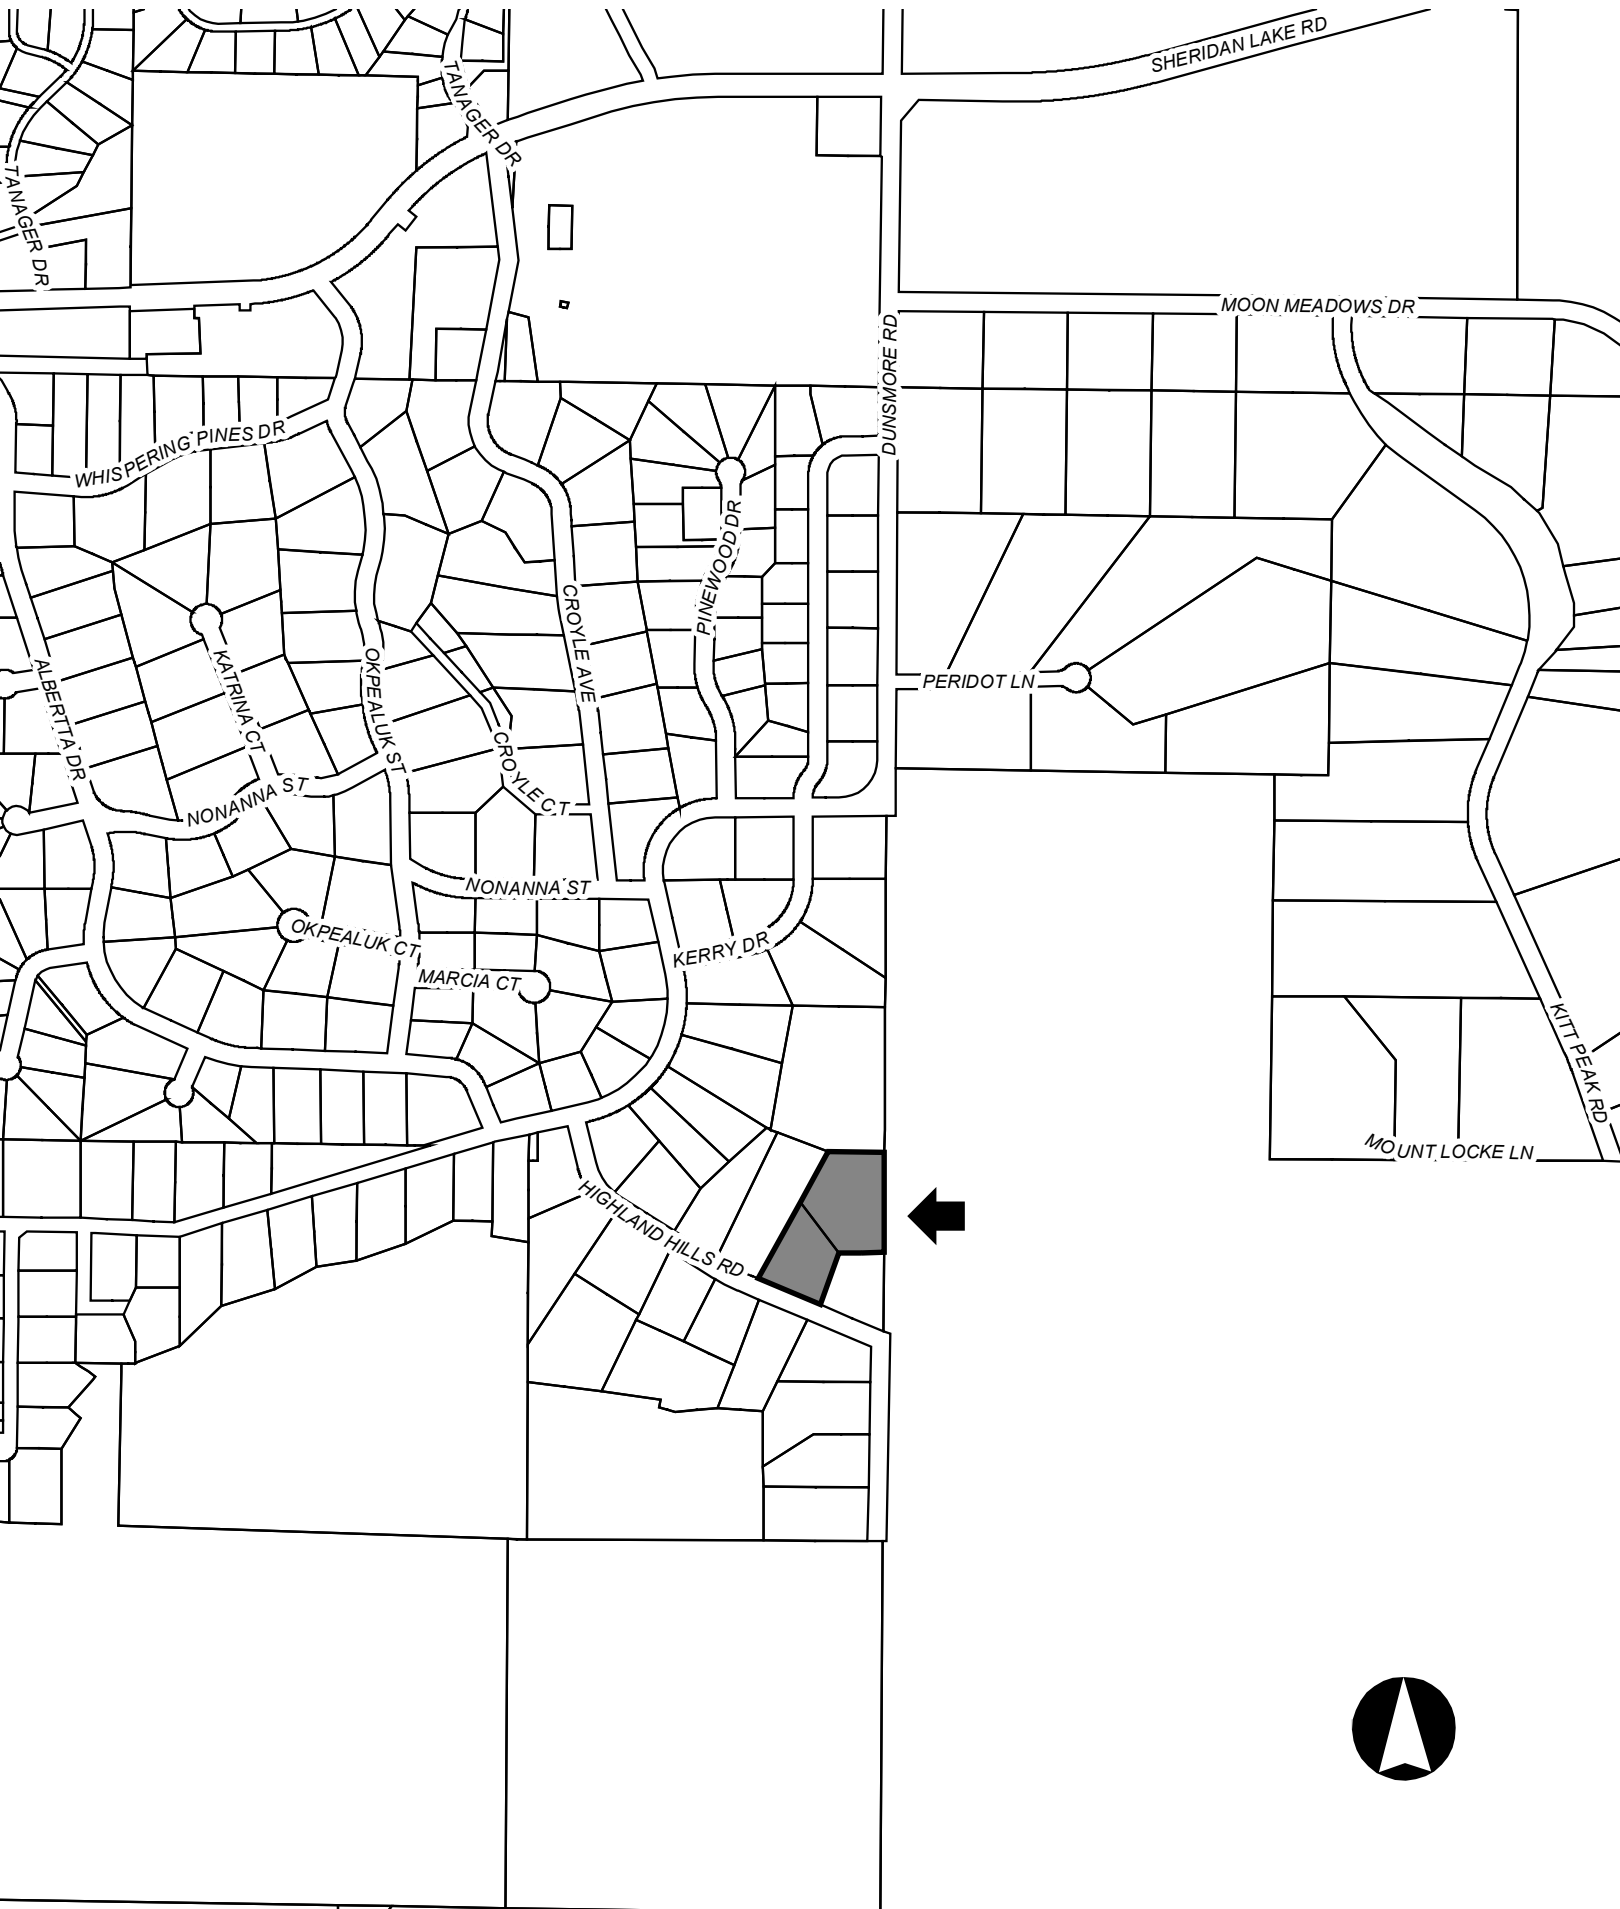 SHERIDAN LAKE RD
TANAGER DR
TANAGER DR
MOON MEADOWS DR
DUNSMORE RD
WHISPERING PINES DR
PINEWOOD DR
CROYLE AVE
KATRINA CT
OKPEALUK ST
ALBERTTA DR
PERIDOT LN
CROYLE CT
NONANNA ST
NONANNA ST
OKPEALUK CT
KERRY DR
MARCIA CT
KITT PEAK RD
MOUNT LOCKE LN
HIGHLAND HILLS RD